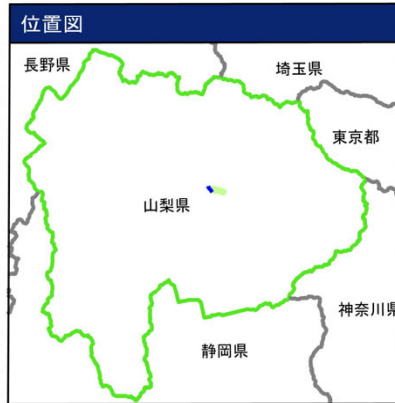 位置図
長野県
埼玉県
東京都
山梨県
神奈川県
静岡県